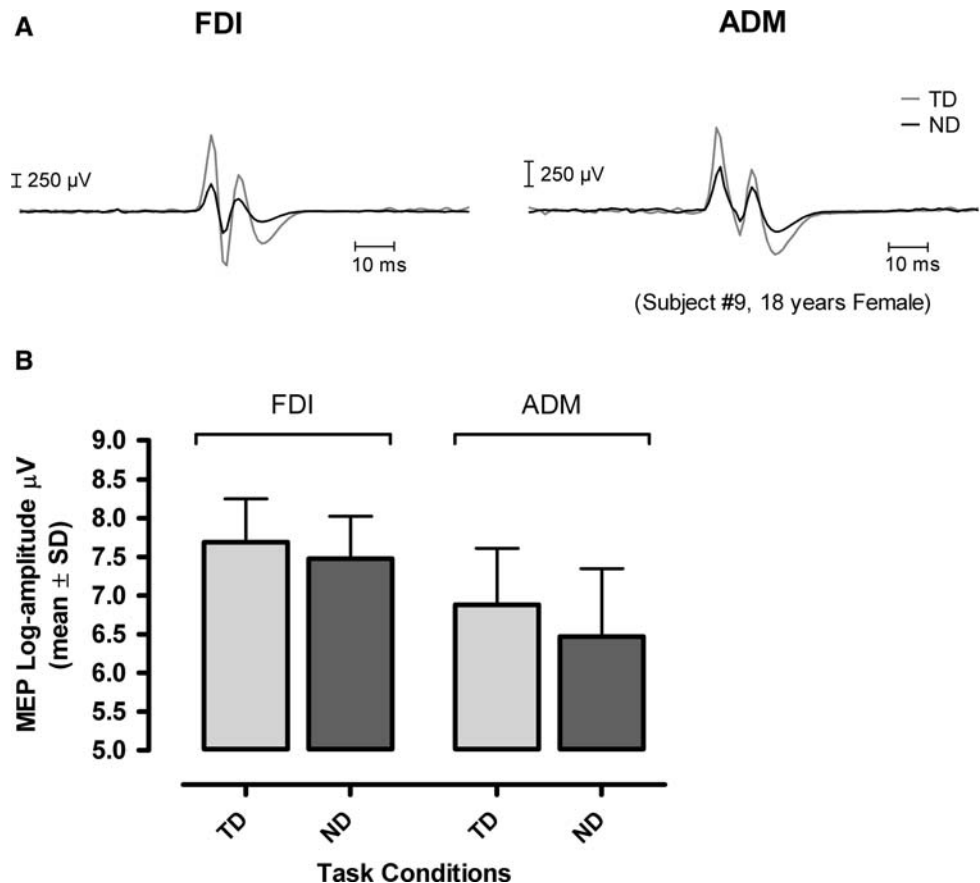 A
FDI
ADM
TD
ND
250 µV
250 µV
10 ms
10 ms
(Subject #9, 18 years Female)
B
FDI
ADM
MEP Log-amplitude µV
(mean ± SD)
9.0
8.5
8.0
7.5
7.0
6.5
6.0
5.5
5.0
TD
ND
TD
ND
Task Conditions